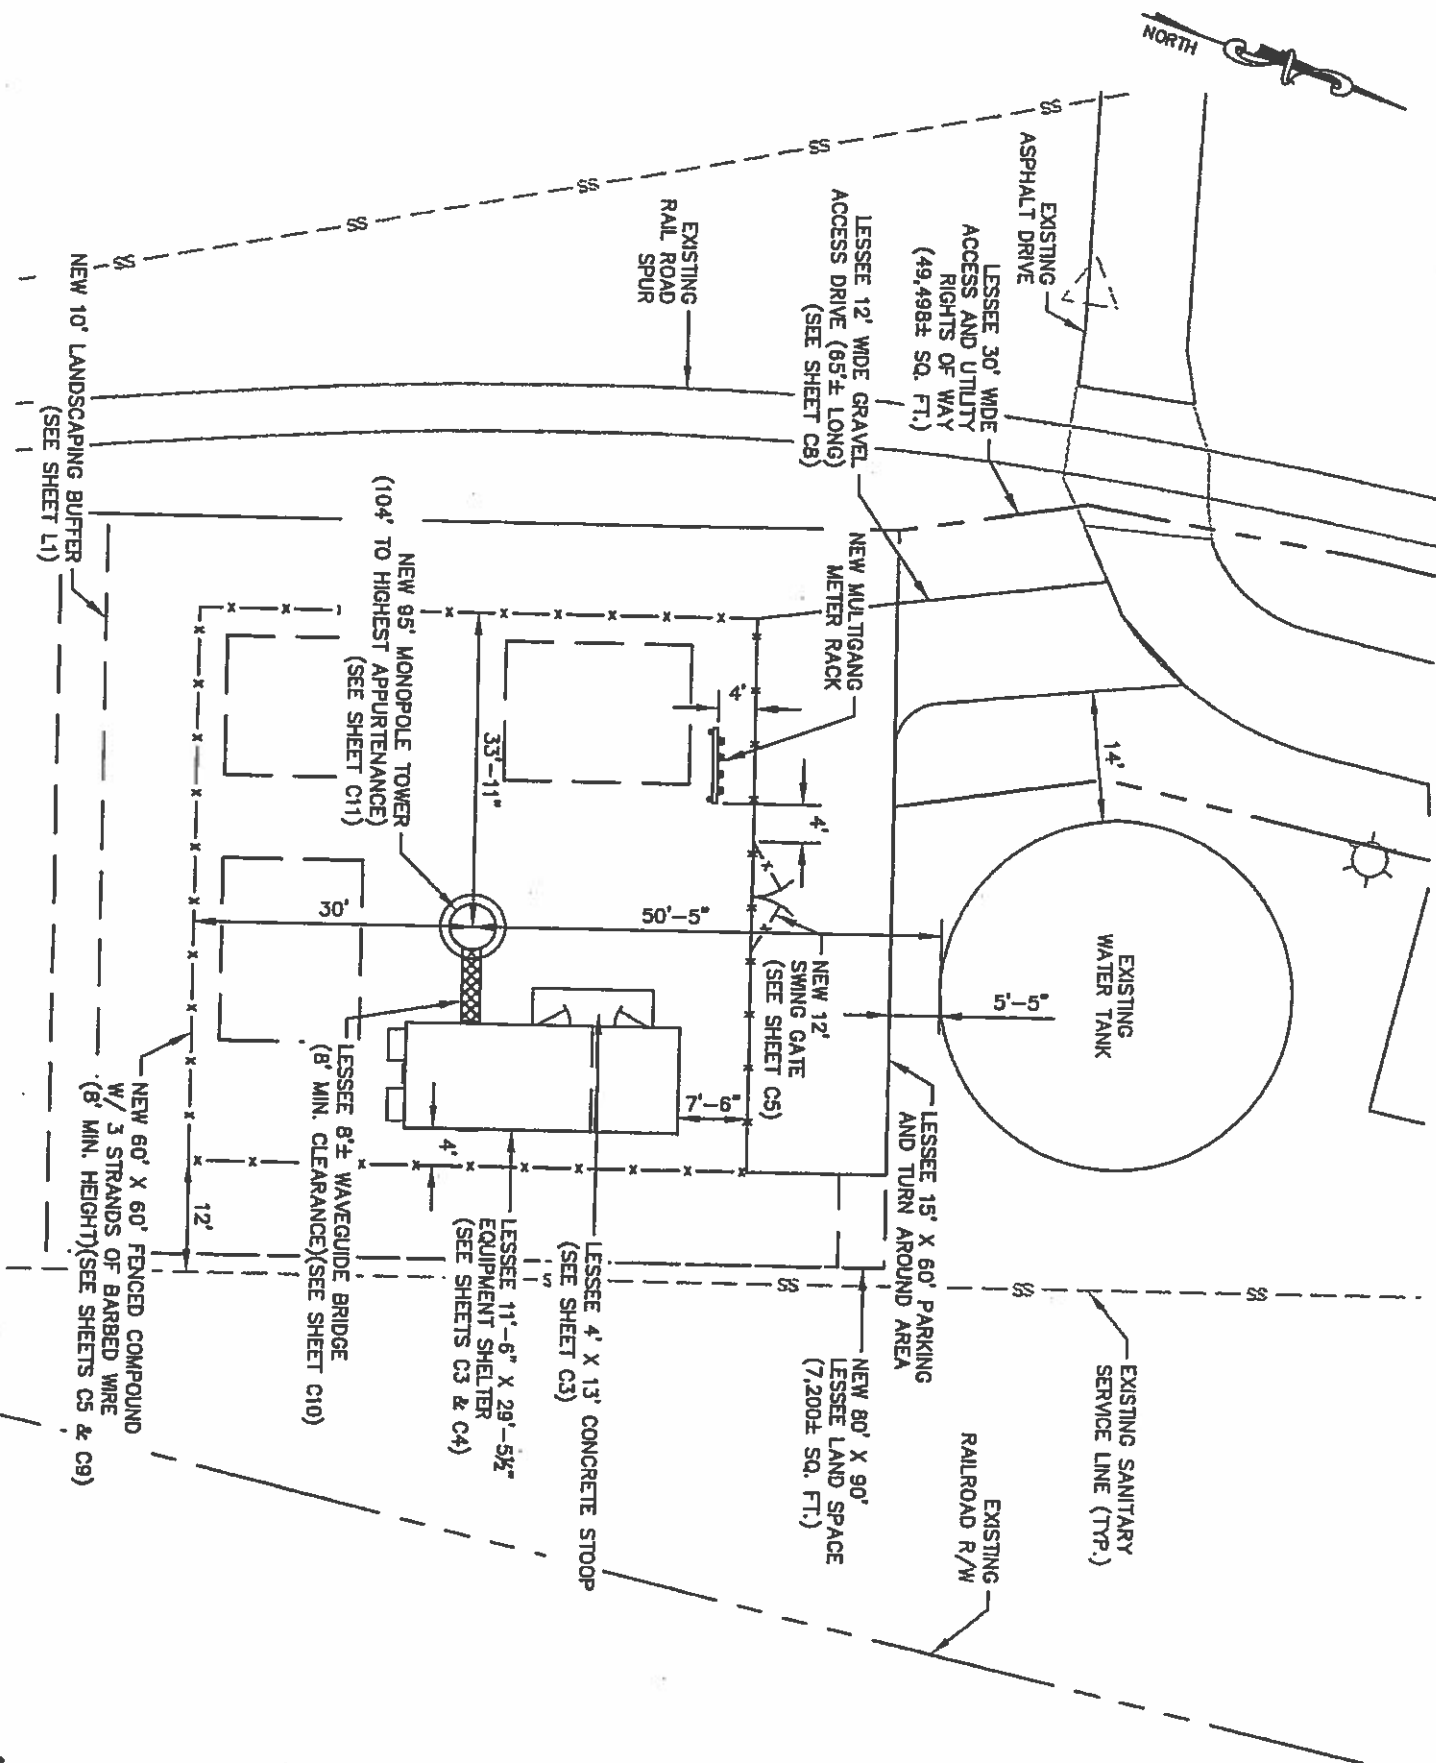 NORTH
EXISTING
ASPHALT DRIVE
LESSEE 30' WIDE
ACCESS AND UTILITY
RIGHTS OF WAY
(49,498± SQ. FT.)
LESSEE 12' WIDE GRAVEL
ACCESS DRIVE (65'± LONG)
(SEE SHEET C8)
EXISTING
RAIL ROAD
SPUR
NEW 10' LANDSCAPING BUFFER
(SEE SHEET L1)
NEW MULTIGANG
METER RACK
NEW 95' MONOPOLE TOWER
(104' TO HIGHEST APPURTENANCE)
(SEE SHEET C11)
4'
4'
14'
33'-11"
30'
50'-5"
5'-5"
7'-6"
4'
12'
EXISTING
WATER TANK
NEW 12'
SWING GATE
(SEE SHEET C5)
LESSEE 15' X 60' PARKING
AND TURN AROUND AREA
LESSEE 8'± WAVEGUIDE BRIDGE
(8' MIN. CLEARANCE)(SEE SHEET C10)
NEW 60' X 60' FENCED COMPOUND
W/ 3 STRANDS OF BARBED WIRE
(8' MIN. HEIGHT)(SEE SHEETS C5 & C9)
LESSEE 11'-6" X 29'-5½"
EQUIPMENT SHELTER
(SEE SHEETS C3 & C4)
LESSEE 4' X 13' CONCRETE STOOP
(SEE SHEET C3)
NEW 80' X 90'
LESSEE LAND SPACE
(7,200± SQ. FT.)
EXISTING SANITARY
SERVICE LINE (TYP.)
EXISTING
RAILROAD R/W
SS
SS
SS
SS
SS
S
SS
SS
SS